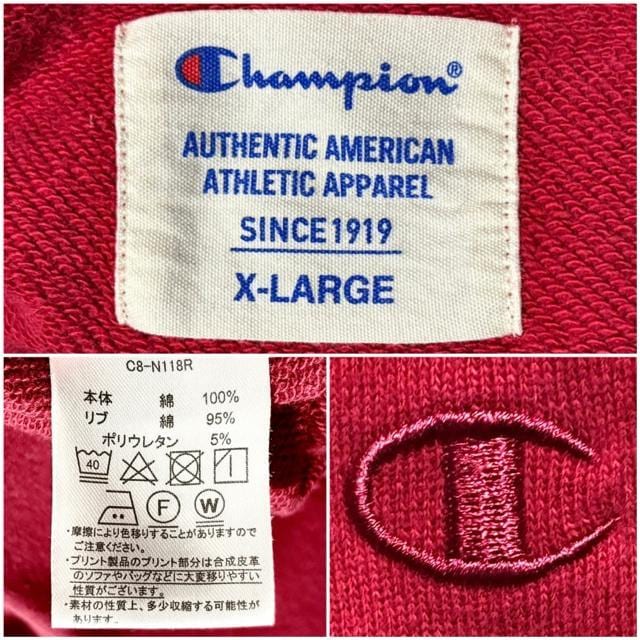 Champion®
AUTHENTIC AMERICAN
ATHLETIC APPAREL
SINCE 1919
X-LARGE
C8-N118R
本体 綿 100%
リブ 綿 95%
ポリウレタン 5%
40
F W
・摩擦により色移りすることがありますので
ご注意ください。
・プリント製品のプリント部分は合成皮革
のソファやバッグなどに大変移りやすい
性質がございます。
・素材の性質上、多少収縮する可能性が
あります。